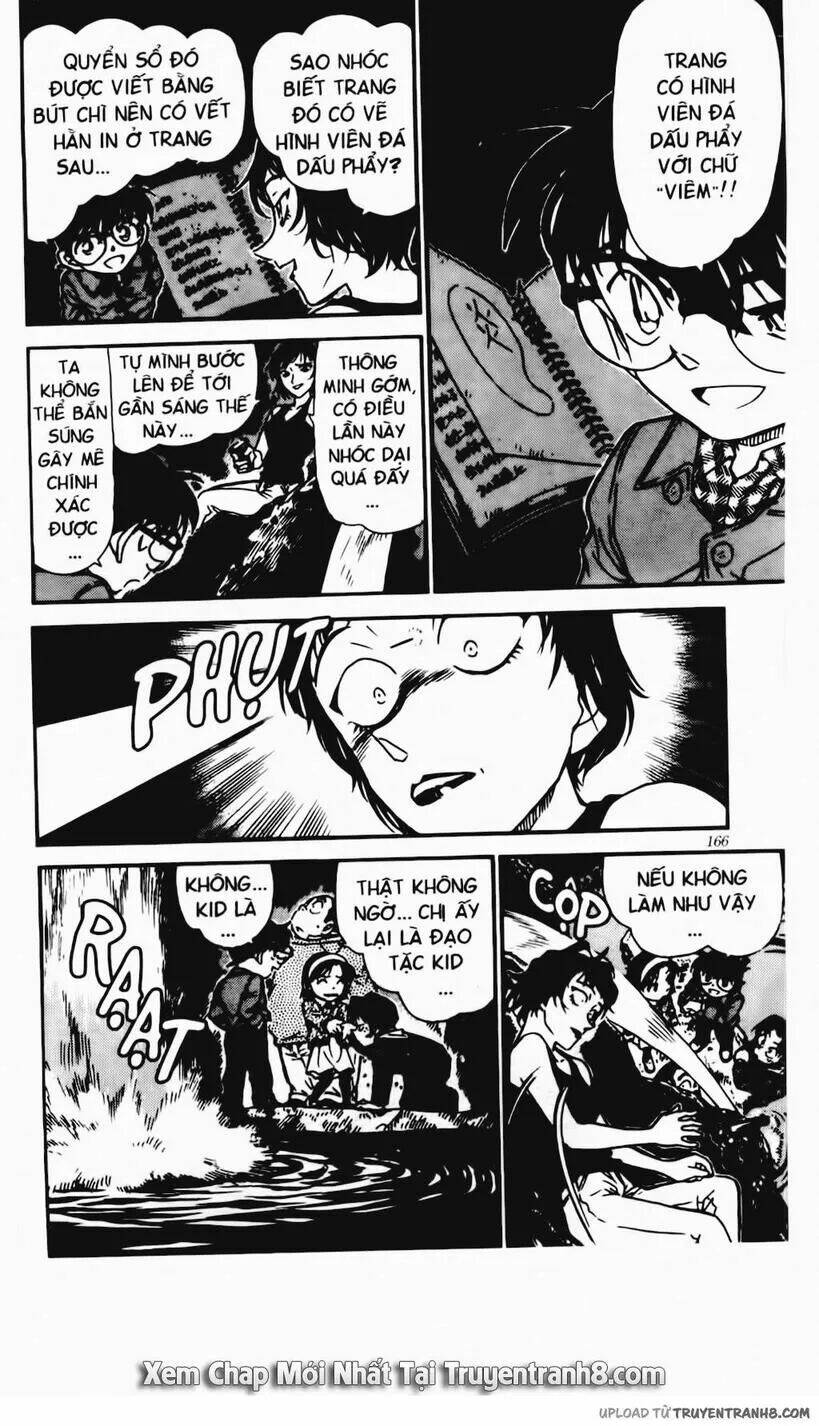 TRANG
CÓ HÌNH
VIÊN ĐÁ
DẤU PHẨY
VỚI CHỮ
"VIÊM"!!
炎
SAO NHÓC
BIẾT TRANG
ĐÓ CÓ VẼ
HÌNH VIÊN ĐÁ
DẤU PHẨY?
QUYỂN SỔ ĐÓ
ĐƯỢC VIẾT BẰNG
BÚT CHÌ NÊN CÓ VẾT
HẰN IN Ở TRANG
SAU...
THÔNG
MINH GỚM,
CÓ ĐIỀU
LẦN NÀY
NHÓC DẠI
QUÁ ĐẤY
...
TỰ MÌNH BƯỚC
LÊN ĐỂ TỚI
GẦN SÁNG THẾ
NÀY...
TA
KHÔNG
THỂ BẮN
SÚNG
GÂY MÊ
CHÍNH
XÁC
ĐƯỢC
...
PHỤT
166
NẾU KHÔNG
LÀM NHƯ VẬY
...
CỘP
THẬT KHÔNG
NGỜ... CHỊ ẤY
LẠI LÀ ĐẠO
TẶC KID
...
KHÔNG...
KID LÀ
...
RẠẠẠT
Xem Chap Mới Nhất Tại Truyentranh8.com
UPLOAD TỪ TRUYENTRANH8.COM